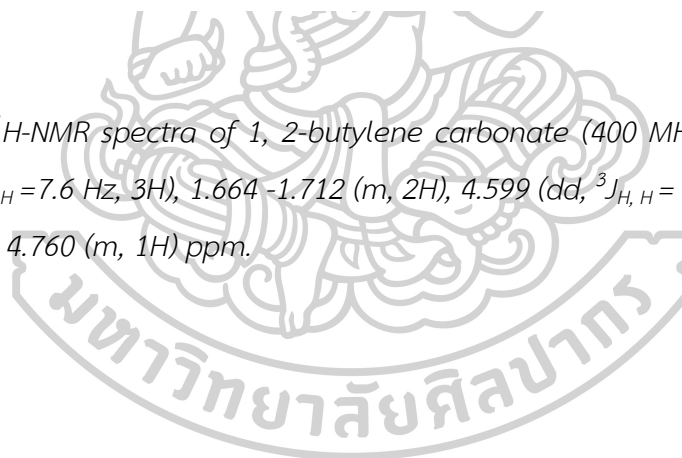 H-NMR spectra of 1, 2-butylene carbonate (400 MH
H =7.6 Hz, 3H), 1.664 -1.712 (m, 2H), 4.599 (dd, ³J_H, H =
4.760 (m, 1H) ppm.
มหาวิทยาลัยศิลปากร